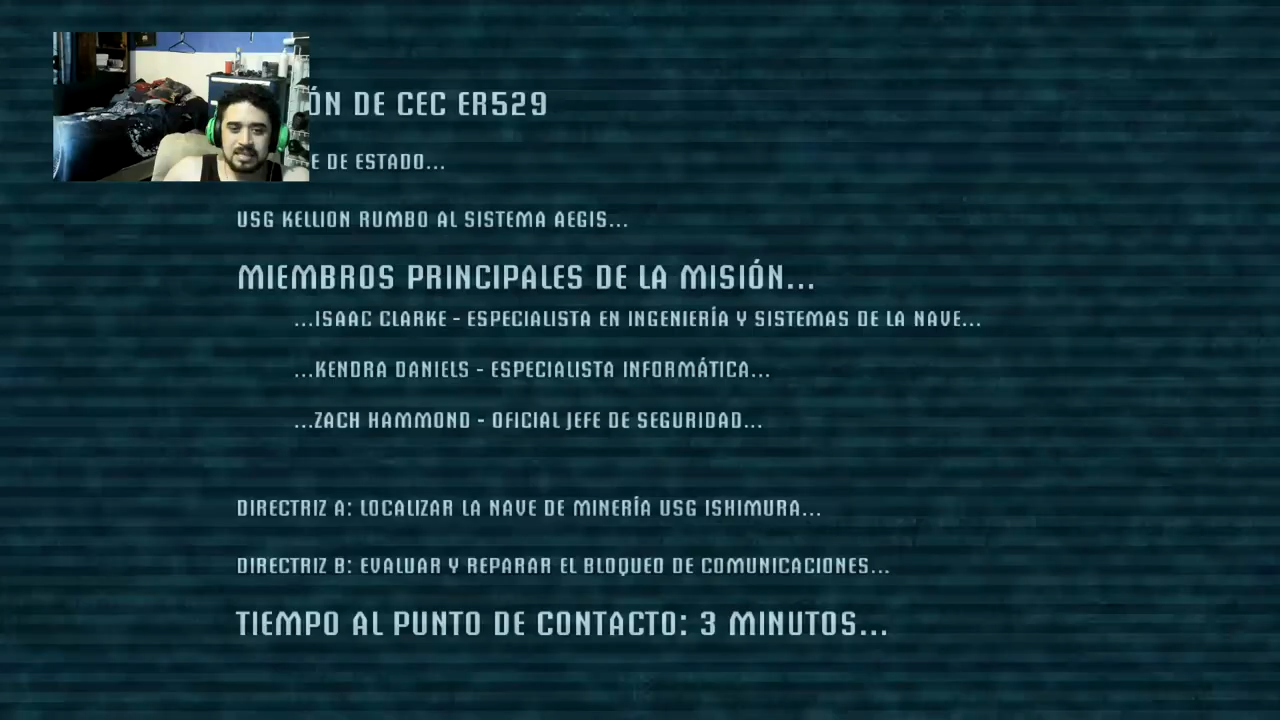 DE CEC ER529
DE ESTADO...
USG KELLION RUMBO AL SISTEMA AEGIS...
MIEMBROS PRINCIPALES DE LA MISIÓN...
...ISAAC CLARKE - ESPECIALISTA EN INGENIERÍA Y SISTEMAS DE LA NAVE...
...KENDRA DANIELS - ESPECIALISTA INFORMÁTICA...
...ZACH HAMMOND - OFICIAL JEFE DE SEGURIDAD...
DIRECTRIZ A: LOCALIZAR LA NAVE DE MINERÍA USG ISHIMURA...
DIRECTRIZ B: EVALUAR Y REPARAR EL BLOQUEO DE COMUNICACIONES...
TIEMPO AL PUNTO DE CONTACTO: 3 MINUTOS...